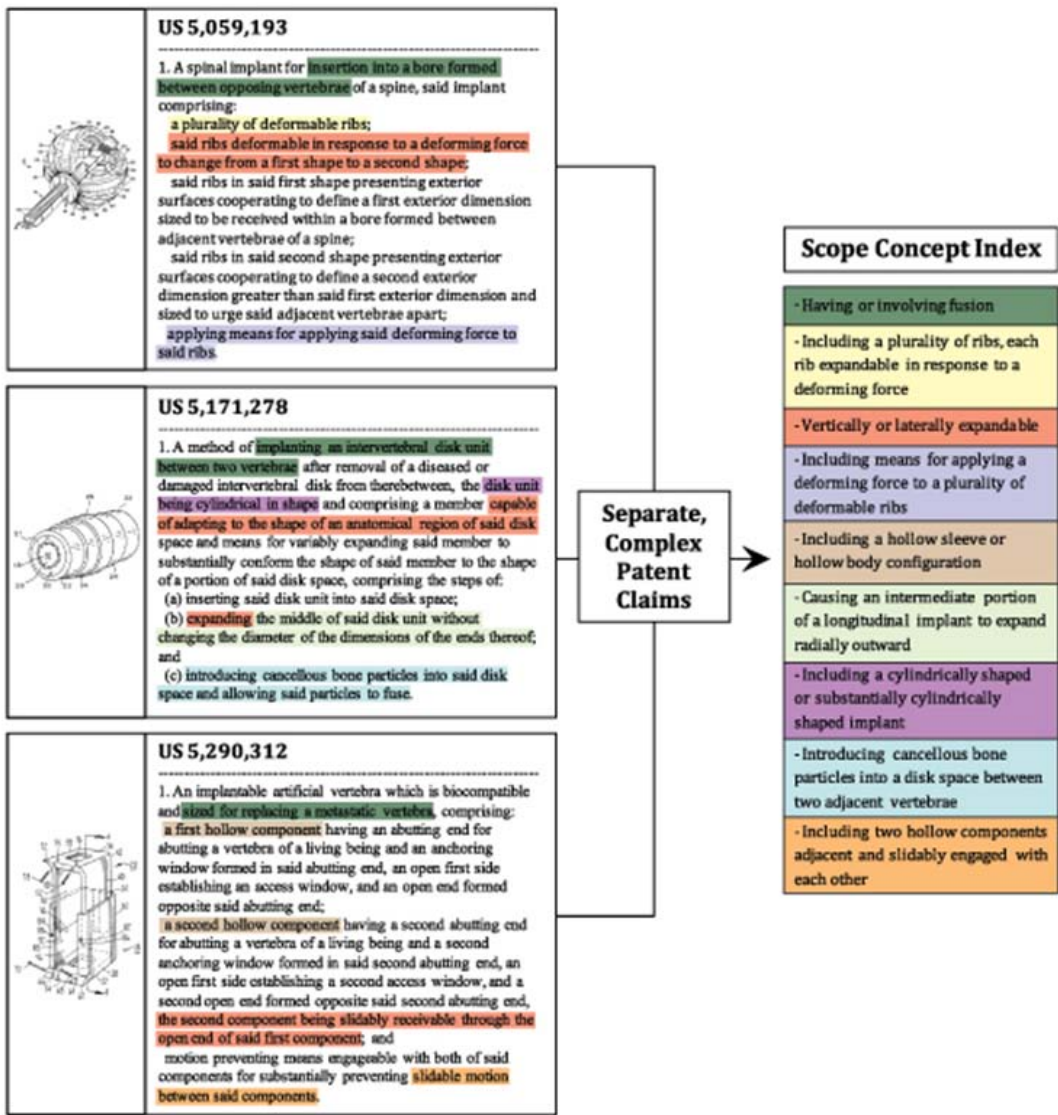 US 5,059,193
1. A spinal implant for insertion into a bore formed
between opposing vertebrae of a spine, said implant
comprising:
a plurality of deformable ribs;
said ribs deformable in response to a deforming force
to change from a first shape to a second shape;
said ribs in said first shape presenting exterior
surfaces cooperating to define a first exterior dimension
sized to be received within a bore formed between
adjacent vertebrae of a spine;
said ribs in said second shape presenting exterior
surfaces cooperating to define a second exterior
dimension greater than said first exterior dimension and
sized to urge said adjacent vertebrae apart;
applying means for applying said deforming force to
said ribs.
US 5,171,278
1. A method of implanting an intervertebral disk unit
between two vertebrae after removal of a diseased or
damaged intervertebral disk from therebetween, the disk unit
being cylindrical in shape and comprising a member capable
of adapting to the shape of an anatomical region of said disk
space and means for variably expanding said member to
substantially conform the shape of said member to the shape
of a portion of said disk space, comprising the steps of:
(a) inserting said disk unit into said disk space;
(b) expanding the middle of said disk unit without
changing the diameter of the dimensions of the ends thereof;
and
(c) introducing cancellous bone particles into said disk
space and allowing said particles to fuse.
US 5,290,312
1. An implantable artificial vertebra which is biocompatible
and sized for replacing a metastatic vertebra, comprising:
a first hollow component having an abutting end for
abutting a vertebra of a living being and an anchoring
window formed in said abutting end, an open first side
establishing an access window, and an open end formed
opposite said abutting end;
a second hollow component having a second abutting end
for abutting a vertebra of a living being and a second
anchoring window formed in said second abutting end, an
open first side establishing a second access window, and a
second open end formed opposite said second abutting end,
the second component being slidably receivable through the
open end of said first component; and
motion preventing means engageable with both of said
components for substantially preventing slidable motion
between said components.
Separate,
Complex
Patent
Claims
Scope Concept Index
- Having or involving fusion
- Including a plurality of ribs, each
rib expandable in response to a
deforming force
- Vertically or laterally expandable
- Including means for applying a
deforming force to a plurality of
deformable ribs
- Including a hollow sleeve or
hollow body configuration
- Causing an intermediate portion
of a longitudinal implant to expand
radially outward
- Including a cylindrically shaped
or substantially cylindrically
shaped implant
- Introducing cancellous bone
particles into a disk space between
two adjacent vertebrae
- Including two hollow components
adjacent and slidably engaged with
each other